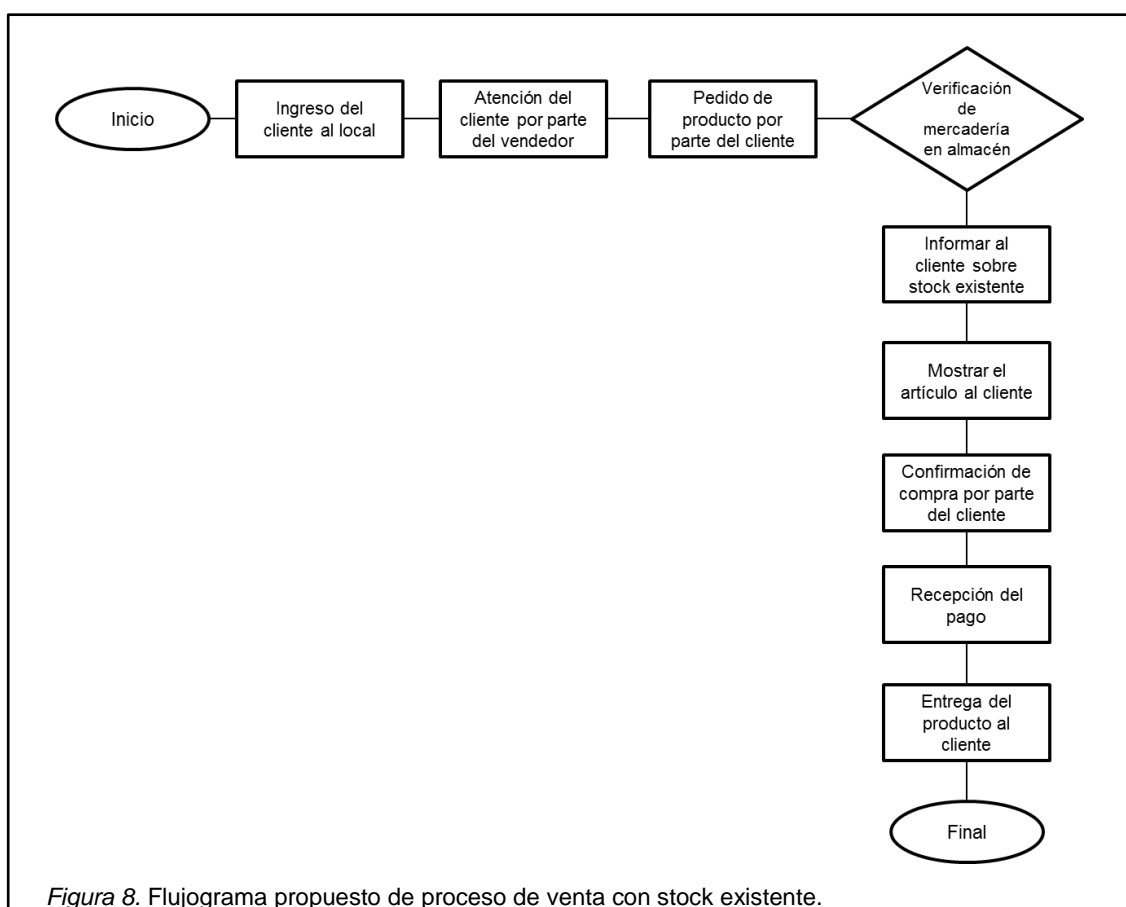 Inicio
Ingreso del
cliente al local
Atención del
cliente por parte
del vendedor
Pedido de
producto por
parte del cliente
Verificación
de
mercadería
en almacén
Informar al
cliente sobre
stock existente
Mostrar el
artículo al cliente
Confirmación de
compra por parte
del cliente
Recepción del
pago
Entrega del
producto al
cliente
Final
Figura 8. Flujograma propuesto de proceso de venta con stock existente.